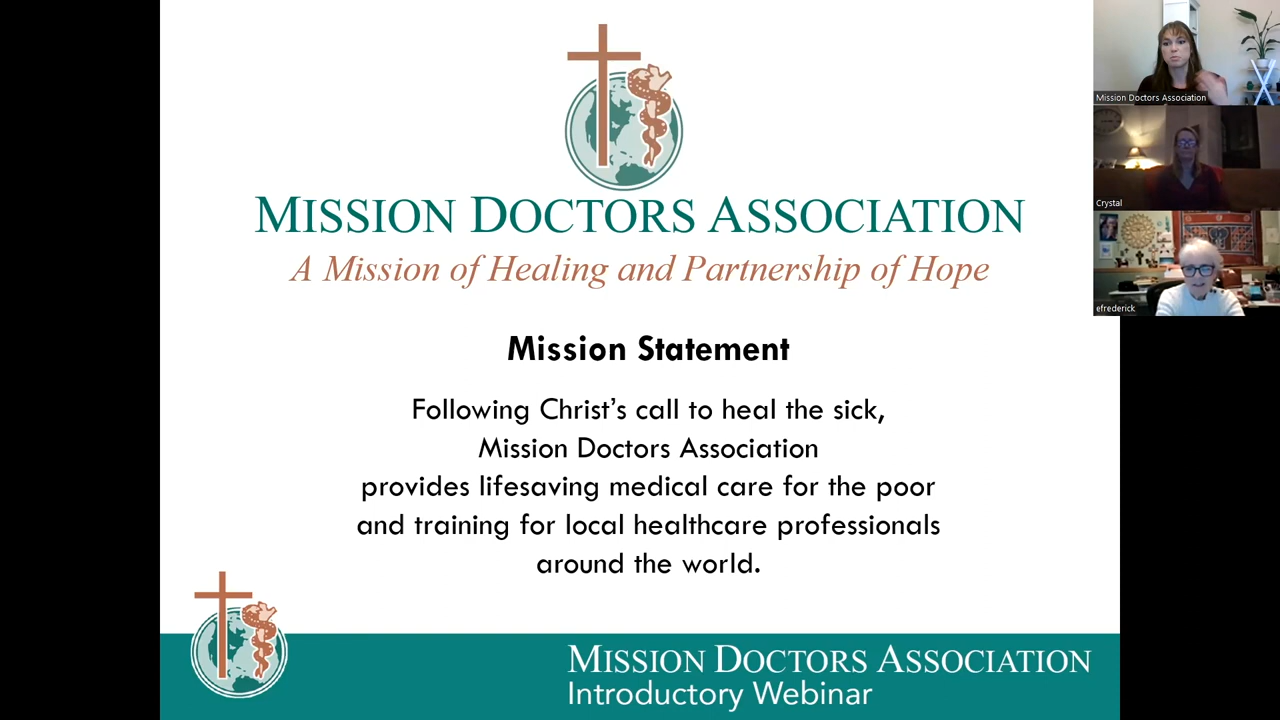 MISSION DOCTORS ASSOCIATION
A Mission of Healing and Partnership of Hope
Mission Statement
Following Christ's call to heal the sick,
Mission Doctors Association
provides lifesaving medical care for the poor
and training for local healthcare professionals
around the world.
MISSION DOCTORS ASSOCIATION
Introductory Webinar
Mission Doctors Association
Crystal
efrederick